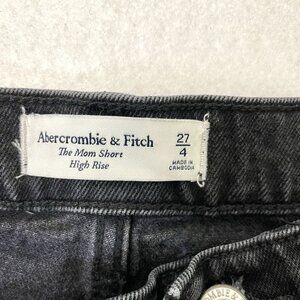 Abercrombie & Fitch
The Mom Short
High Rise
27
4
MADE IN
CAMBODIA